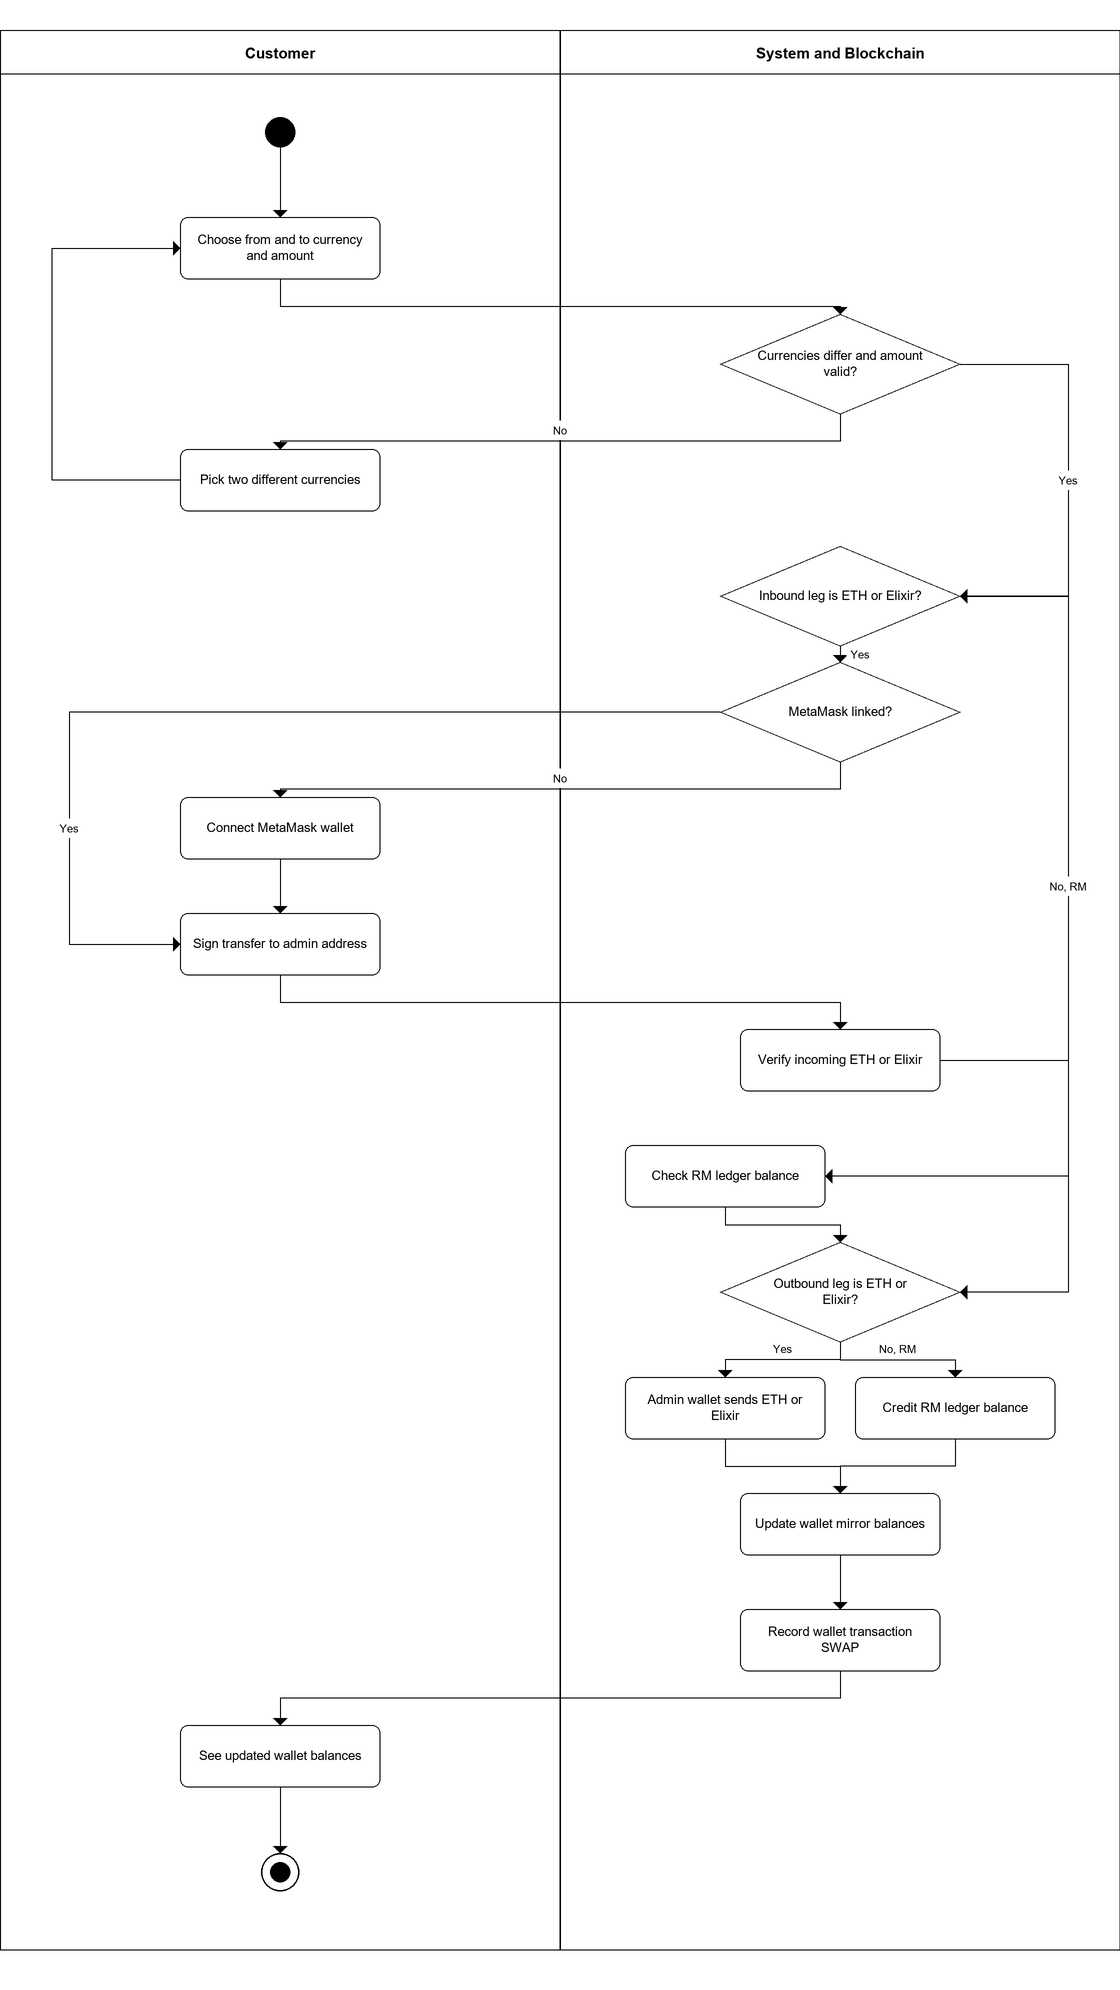 Customer
System and Blockchain
Choose from and to currency
and amount
Currencies differ and amount
valid?
No
Pick two different currencies
Yes
Inbound leg is ETH or Elixir?
Yes
MetaMask linked?
No
Connect MetaMask wallet
Yes
No, RM
Sign transfer to admin address
Verify incoming ETH or Elixir
Check RM ledger balance
Outbound leg is ETH or
Elixir?
Yes
No, RM
Admin wallet sends ETH or
Elixir
Credit RM ledger balance
Update wallet mirror balances
Record wallet transaction
SWAP
See updated wallet balances